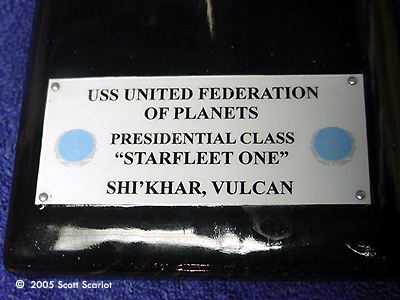 USS UNITED FEDERATION
OF PLANETS
PRESIDENTIAL CLASS
“STARFLEET ONE”
SHI’KHAR, VULCAN
© 2005 Scott Scariot